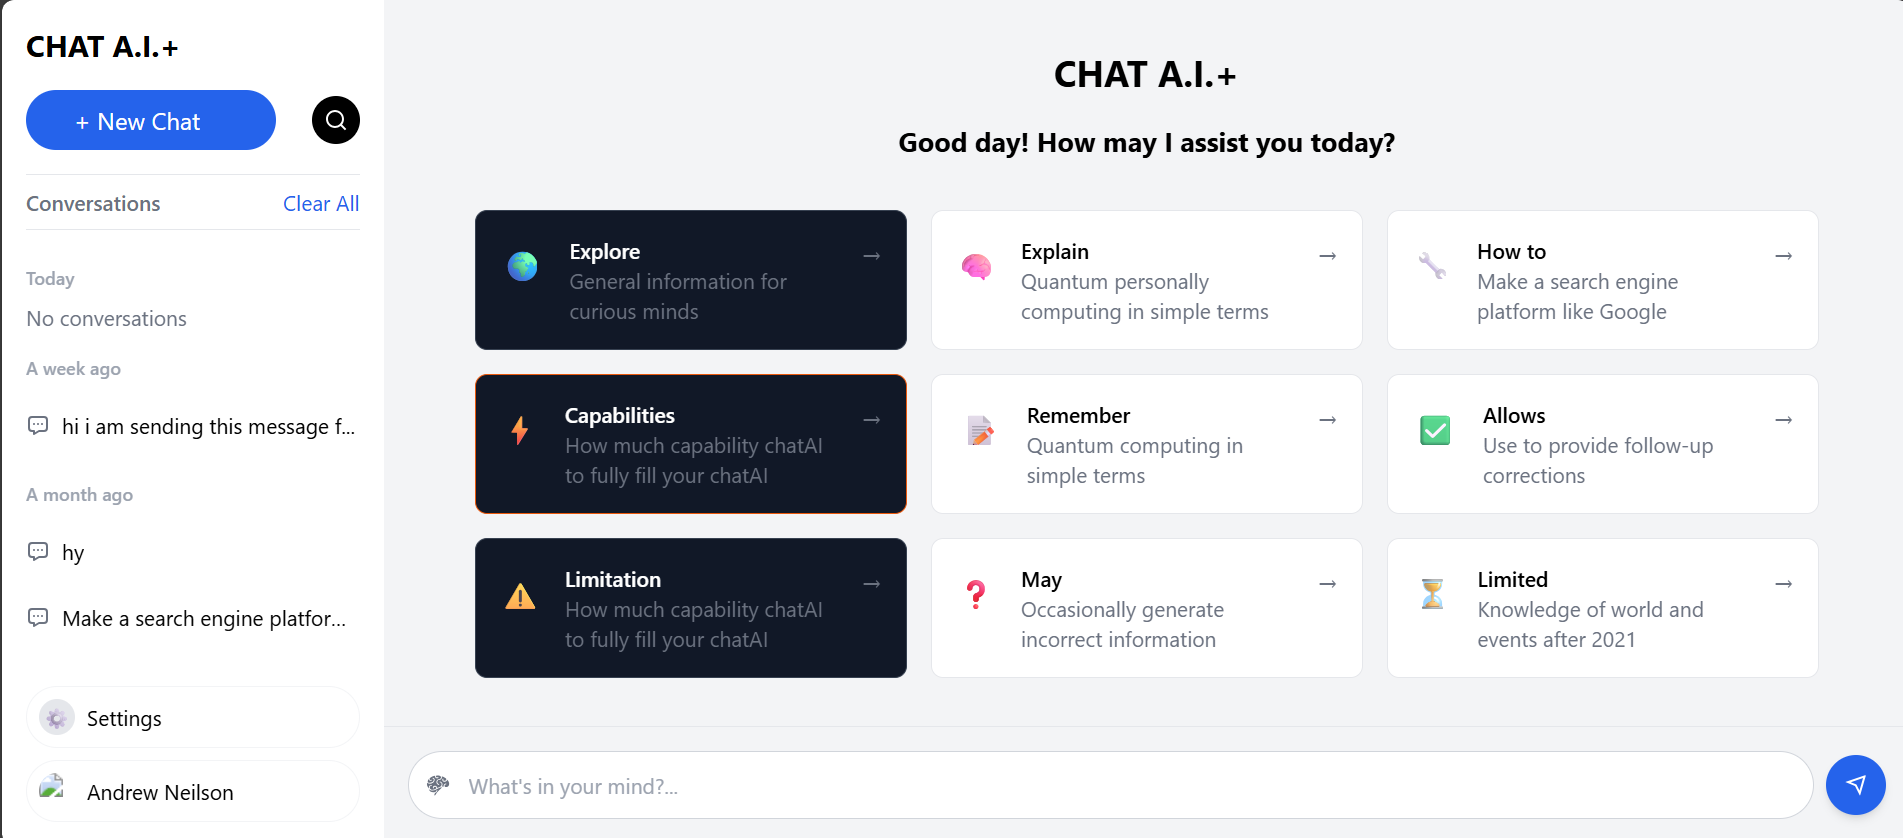 CHAT A.I.+
+ New Chat
Conversations
Clear All
Today
No conversations
A week ago
hi i am sending this message f...
A month ago
hy
Make a search engine platfor...
Settings
Andrew Neilson
CHAT A.I.+
Good day! How may I assist you today?
Explore
General information for
curious minds
→
Explain
Quantum personally
computing in simple terms
→
How to
Make a search engine
platform like Google
→
Capabilities
How much capability chatAI
to fully fill your chatAI
→
Remember
Quantum computing in
simple terms
→
Allows
Use to provide follow-up
corrections
→
Limitation
How much capability chatAI
to fully fill your chatAI
→
May
Occasionally generate
incorrect information
→
Limited
Knowledge of world and
events after 2021
→
What's in your mind?...